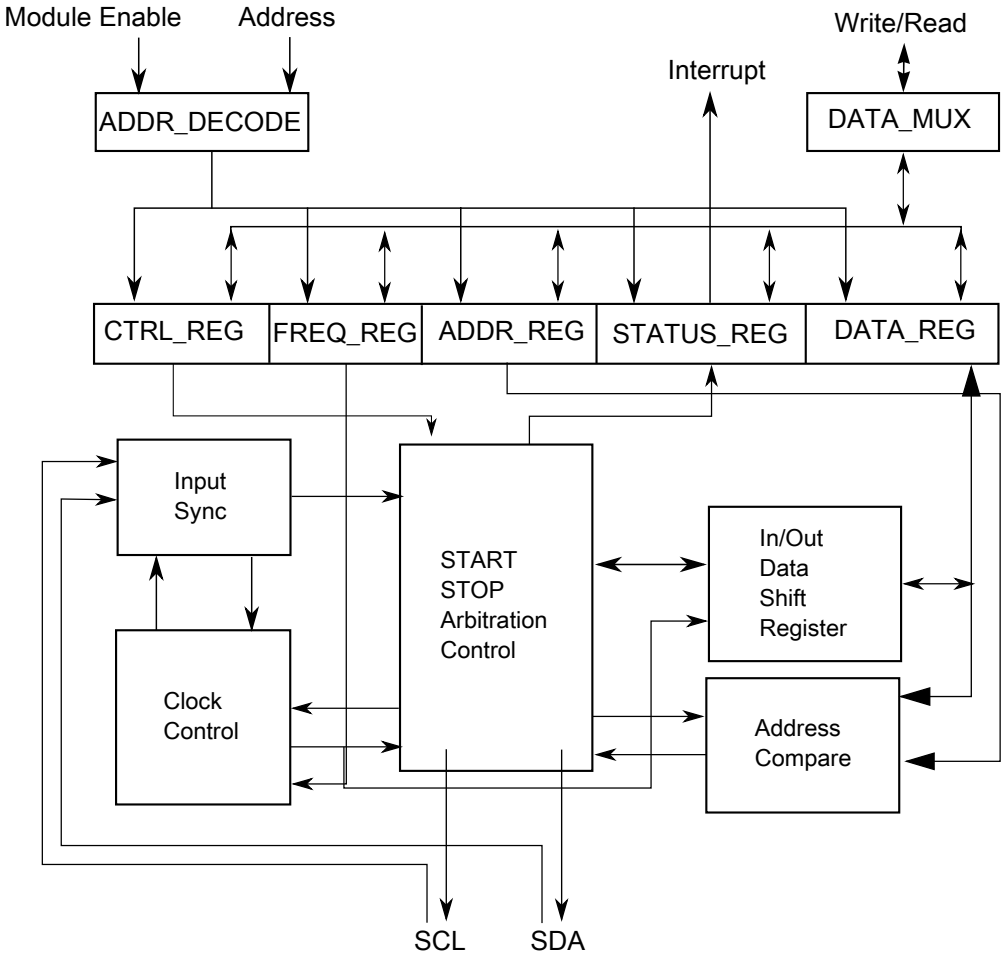 Module Enable
Address
Write/Read
Interrupt
ADDR_DECODE
DATA_MUX
CTRL_REG
FREQ_REG
ADDR_REG
STATUS_REG
DATA_REG
Input
Sync
START
STOP
Arbitration
Control
In/Out
Data
Shift
Register
Clock
Control
Address
Compare
SCL
SDA